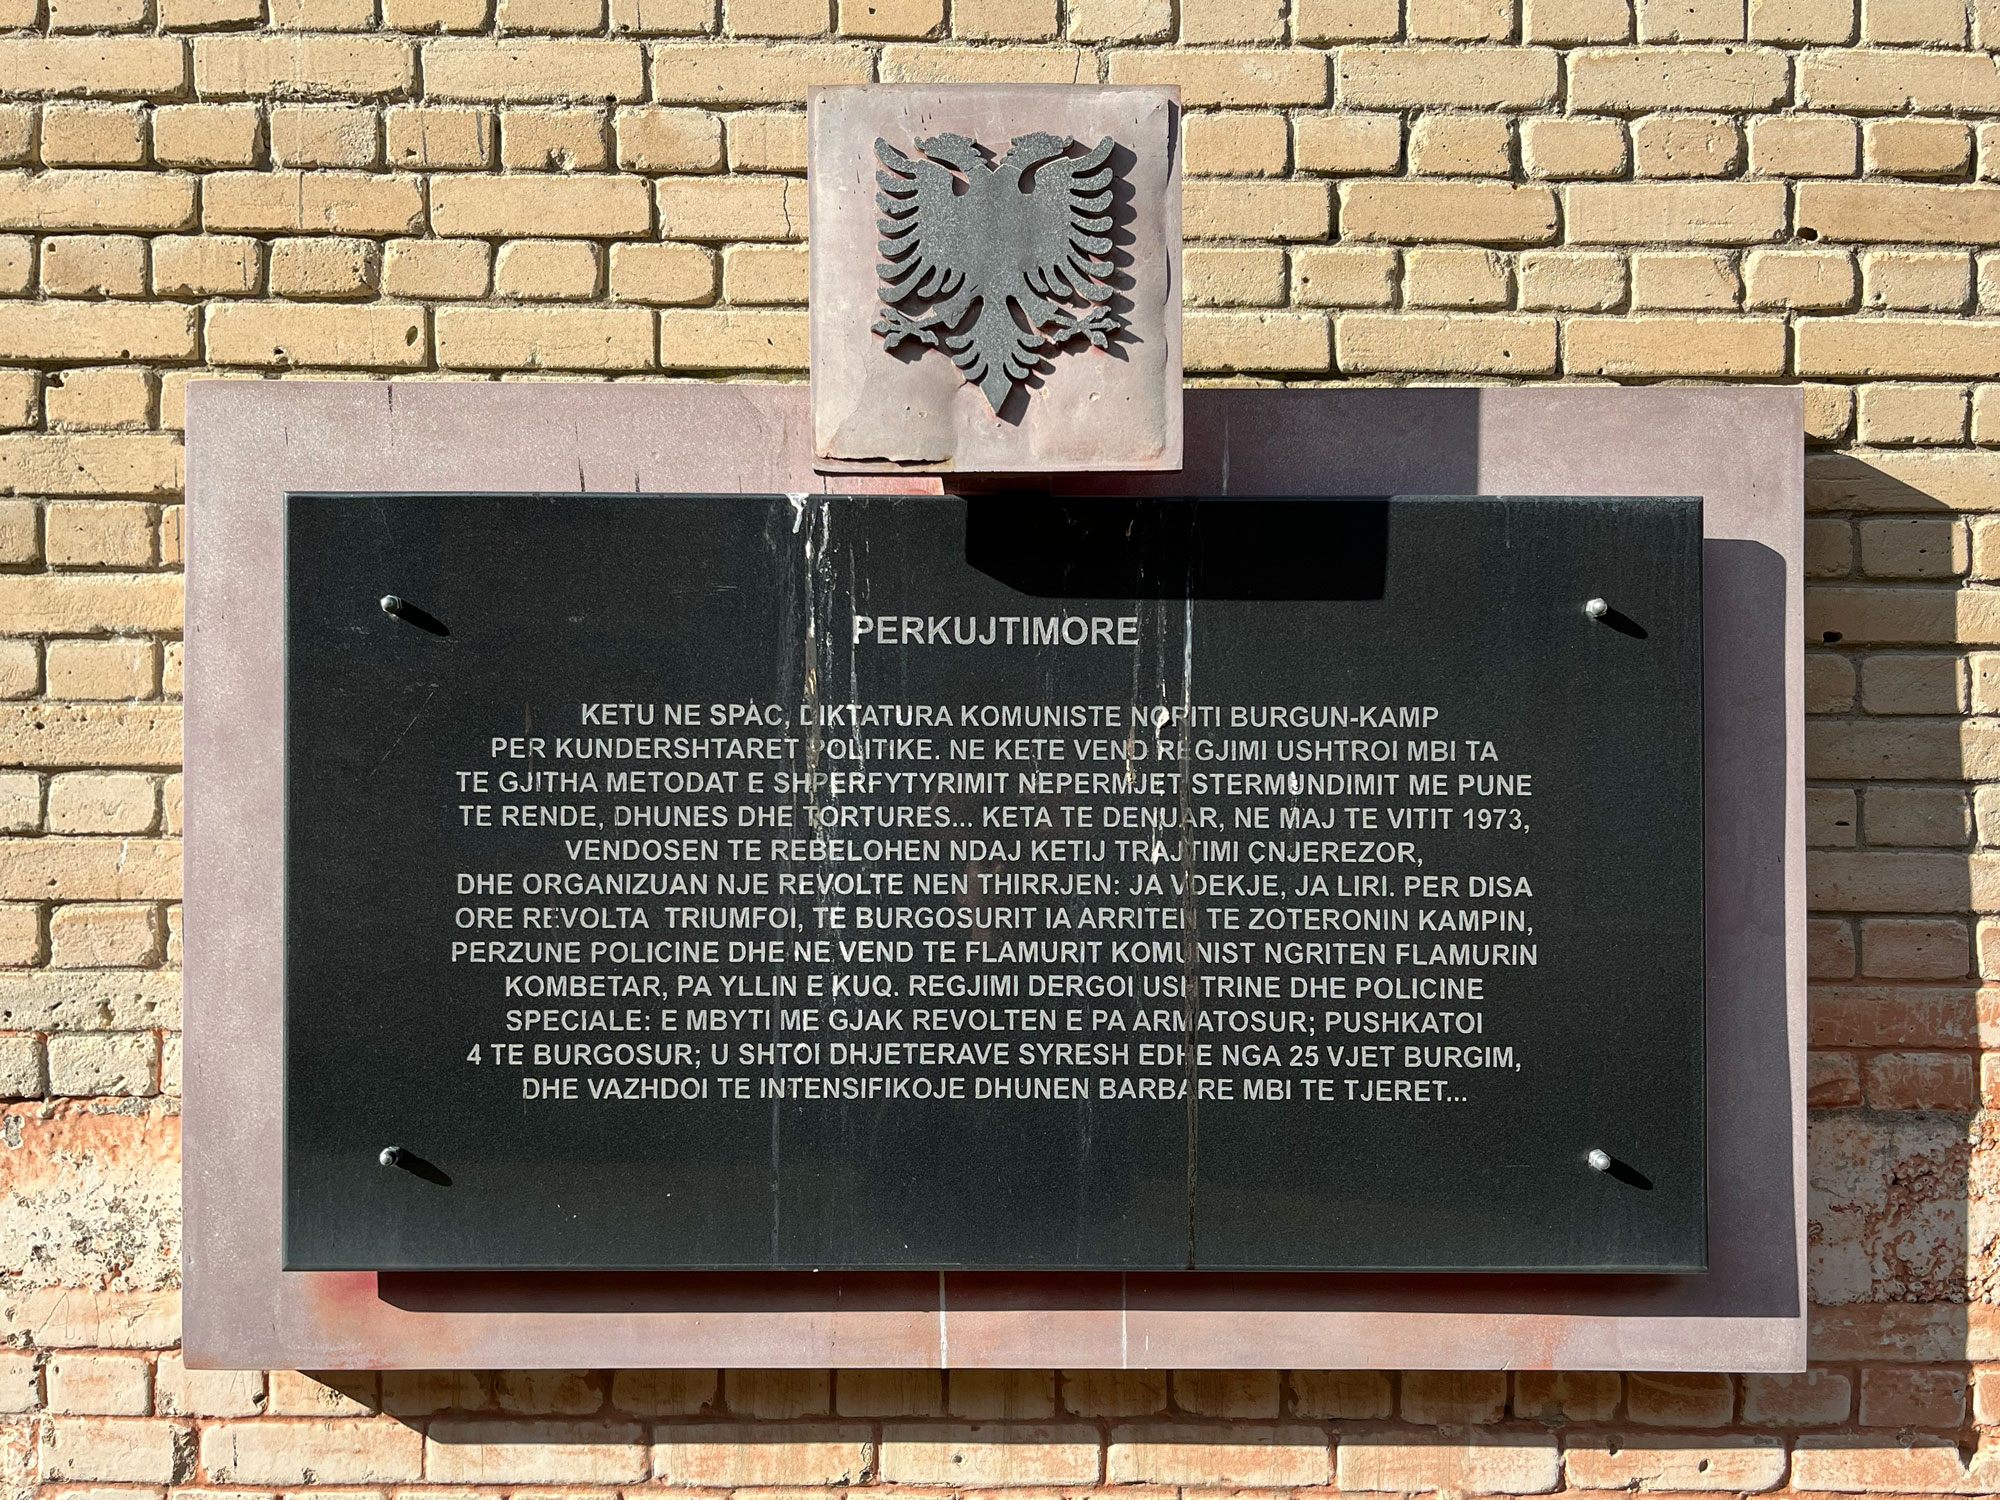 PERKUJTIMORE
KETU NE SPAÇ, DIKTATURA KOMUNISTE NGRITI BURGUN-KAMP
PER KUNDERSHTARET POLITIKE. NE KETE VEND REGJIMI USHTROI MBI TA
TE GJITHA METODAT E SHPERFYTYRIMIT NEPERMJET STERMUNDIMIT ME PUNE
TE RENDE, DHUNES DHE TORTURES... KETA TE DENUAR, NE MAJ TE VITIT 1973,
VENDOSEN TE REBELOHEN NDAJ KETIJ TRAJTIMI ÇNJEREZOR,
DHE ORGANIZUAN NJE REVOLTE NEN THIRRJEN: JA VDEKJE, JA LIRI. PER DISA
ORE REVOLTA TRIUMFOI, TE BURGOSURIT IA ARRITEN TE ZOTERONIN KAMPIN,
PERZUNE POLICINE DHE NE VEND TE FLAMURIT KOMUNIST NGRITEN FLAMURIN
KOMBETAR, PA YLLIN E KUQ. REGJIMI DERGOI USHTRINE DHE POLICINE
SPECIALE: E MBYTI ME GJAK REVOLTEN E PA ARMATOSUR; PUSHKATOI
4 TE BURGOSUR; U SHTOI DHJETERAVE SYRESH EDHE NGA 25 VJET BURGIM,
DHE VAZHDOI TE INTENSIFIKOJE DHUNEN BARBARE MBI TE TJERET...